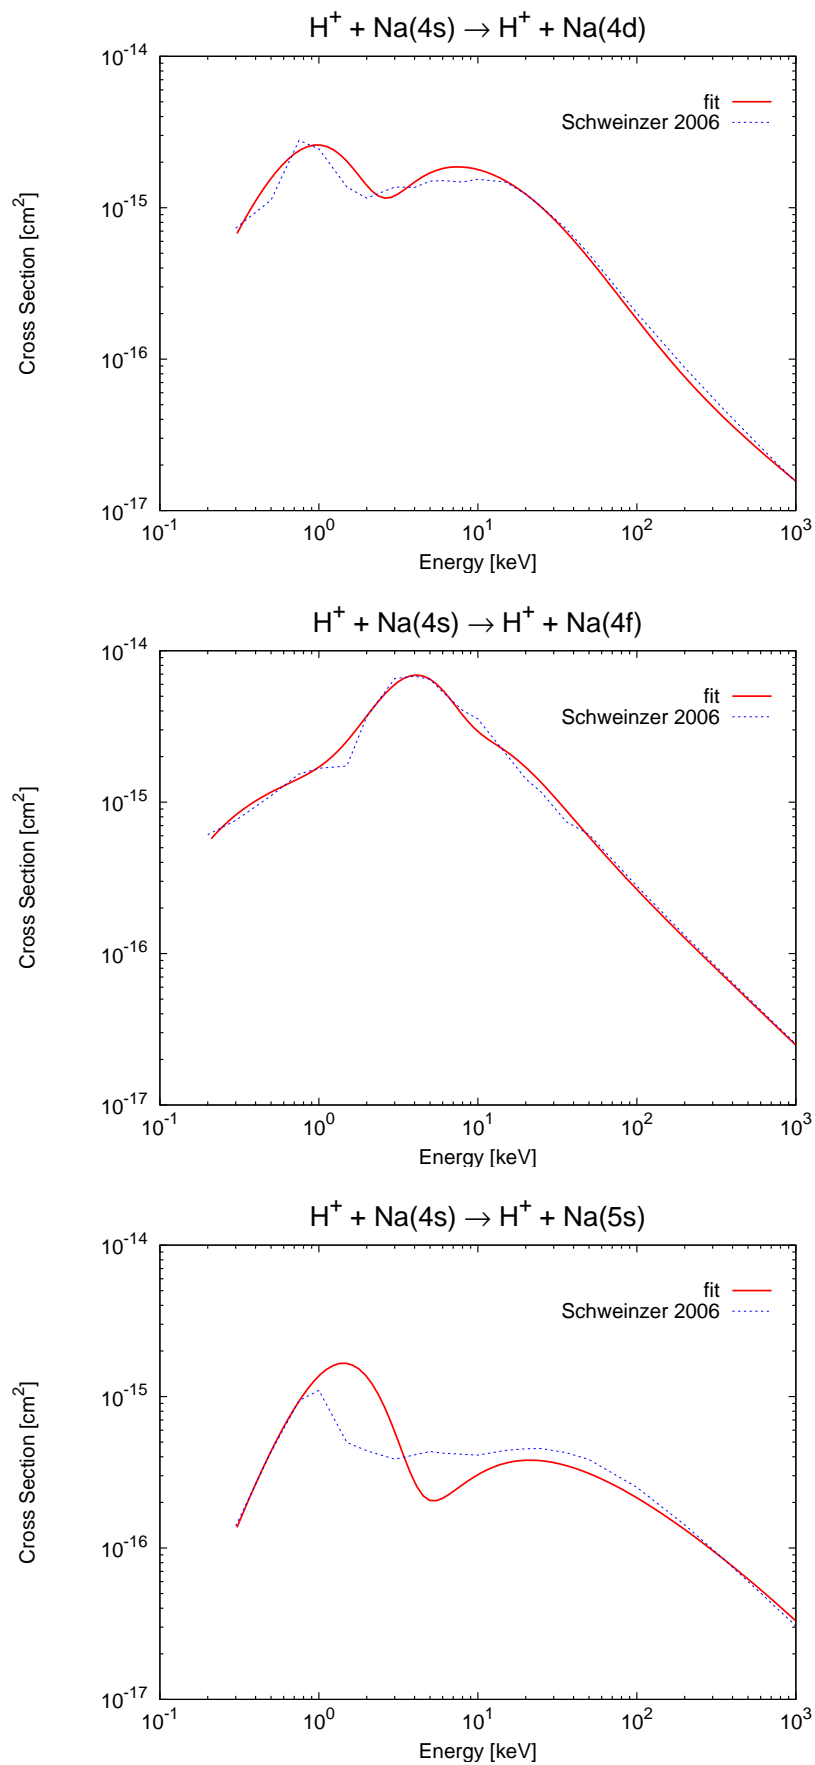 H⁺ + Na(4s) → H⁺ + Na(4d)
10⁻¹⁴
fit
Schweinzer 2006
10⁻¹⁵
Cross Section [cm²]
10⁻¹⁶
10⁻¹⁷
10⁻¹ 10⁰ 10¹ 10² 10³
Energy [keV]
H⁺ + Na(4s) → H⁺ + Na(4f)
10⁻¹⁴
fit
Schweinzer 2006
10⁻¹⁵
Cross Section [cm²]
10⁻¹⁶
10⁻¹⁷
10⁻¹ 10⁰ 10¹ 10² 10³
Energy [keV]
H⁺ + Na(4s) → H⁺ + Na(5s)
10⁻¹⁴
fit
Schweinzer 2006
10⁻¹⁵
Cross Section [cm²]
10⁻¹⁶
10⁻¹⁷
10⁻¹ 10⁰ 10¹ 10² 10³
Energy [keV]